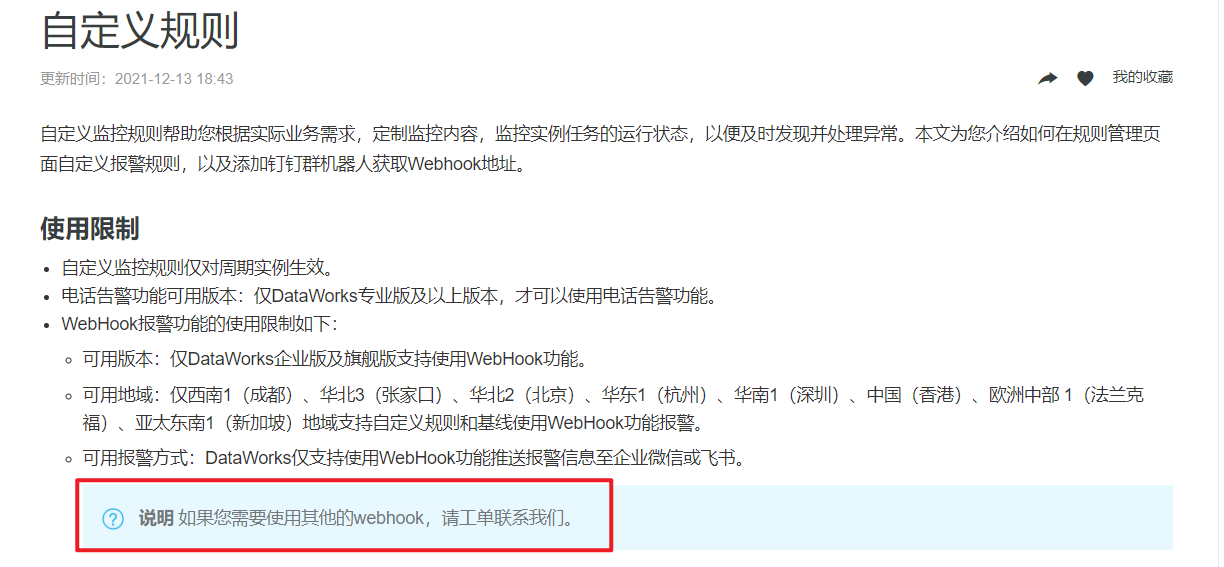 自定义规则
更新时间：2021-12-13 18:43
我的收藏
自定义监控规则帮助您根据实际业务需求，定制监控内容，监控实例任务的运行状态，以便及时发现并处理异常。本文为您介绍如何在规则管理页
面自定义报警规则，以及添加钉钉群机器人获取Webhook地址。
使用限制
• 自定义监控规则仅对周期实例生效。
• 电话告警功能可用版本：仅DataWorks专业版及以上版本，才可以使用电话告警功能。
• WebHook报警功能的使用限制如下：
◦ 可用版本：仅DataWorks企业版及旗舰版支持使用WebHook功能。
◦ 可用地域：仅西南1（成都）、华北3（张家口）、华北2（北京）、华东1（杭州）、华南1（深圳）、中国（香港）、欧洲中部 1（法兰克
福）、亚太东南1（新加坡）地域支持自定义规则和基线使用WebHook功能报警。
◦ 可用报警方式：DataWorks仅支持使用WebHook功能推送报警信息至企业微信或飞书。
? 说明 如果您需要使用其他的webhook，请工单联系我们。